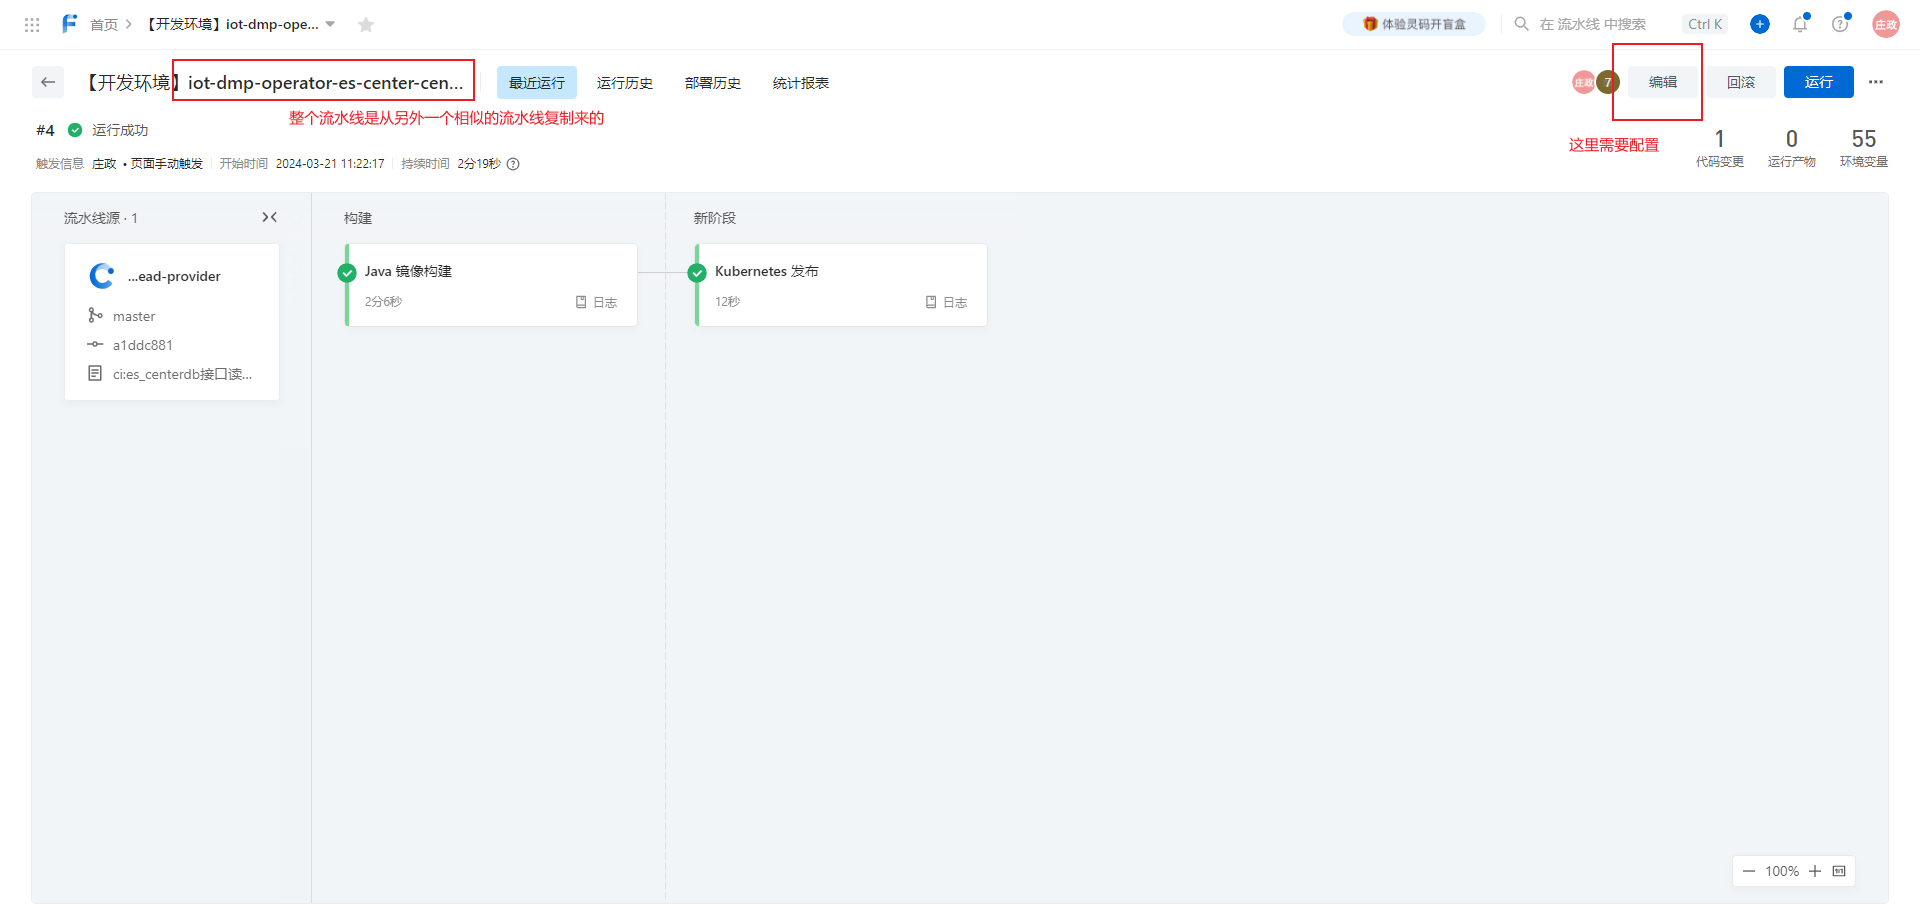 首页 【开发环境】iot-dmp-ope... 体验灵码开盲盒 在 流水线 中搜索 Ctrl K 庄政
【开发环境】iot-dmp-operator-es-center-cen... 最近运行 运行历史 部署历史 统计报表 庄政 7 编辑 回滚 运行
整个流水线是从另外一个相似的流水线复制来的
#4 运行成功
这里需要配置
1 0 55
代码变更 运行产物 环境变量
触发信息 庄政 • 页面手动触发 开始时间 2024-03-21 11:22:17 持续时间 2分19秒
流水线源 · 1 构建 新阶段
...ead-provider
master
a1ddc881
ci:es_centerdb接口读...
Java 镜像构建
2分6秒 日志
Kubernetes 发布
12秒 日志
100%